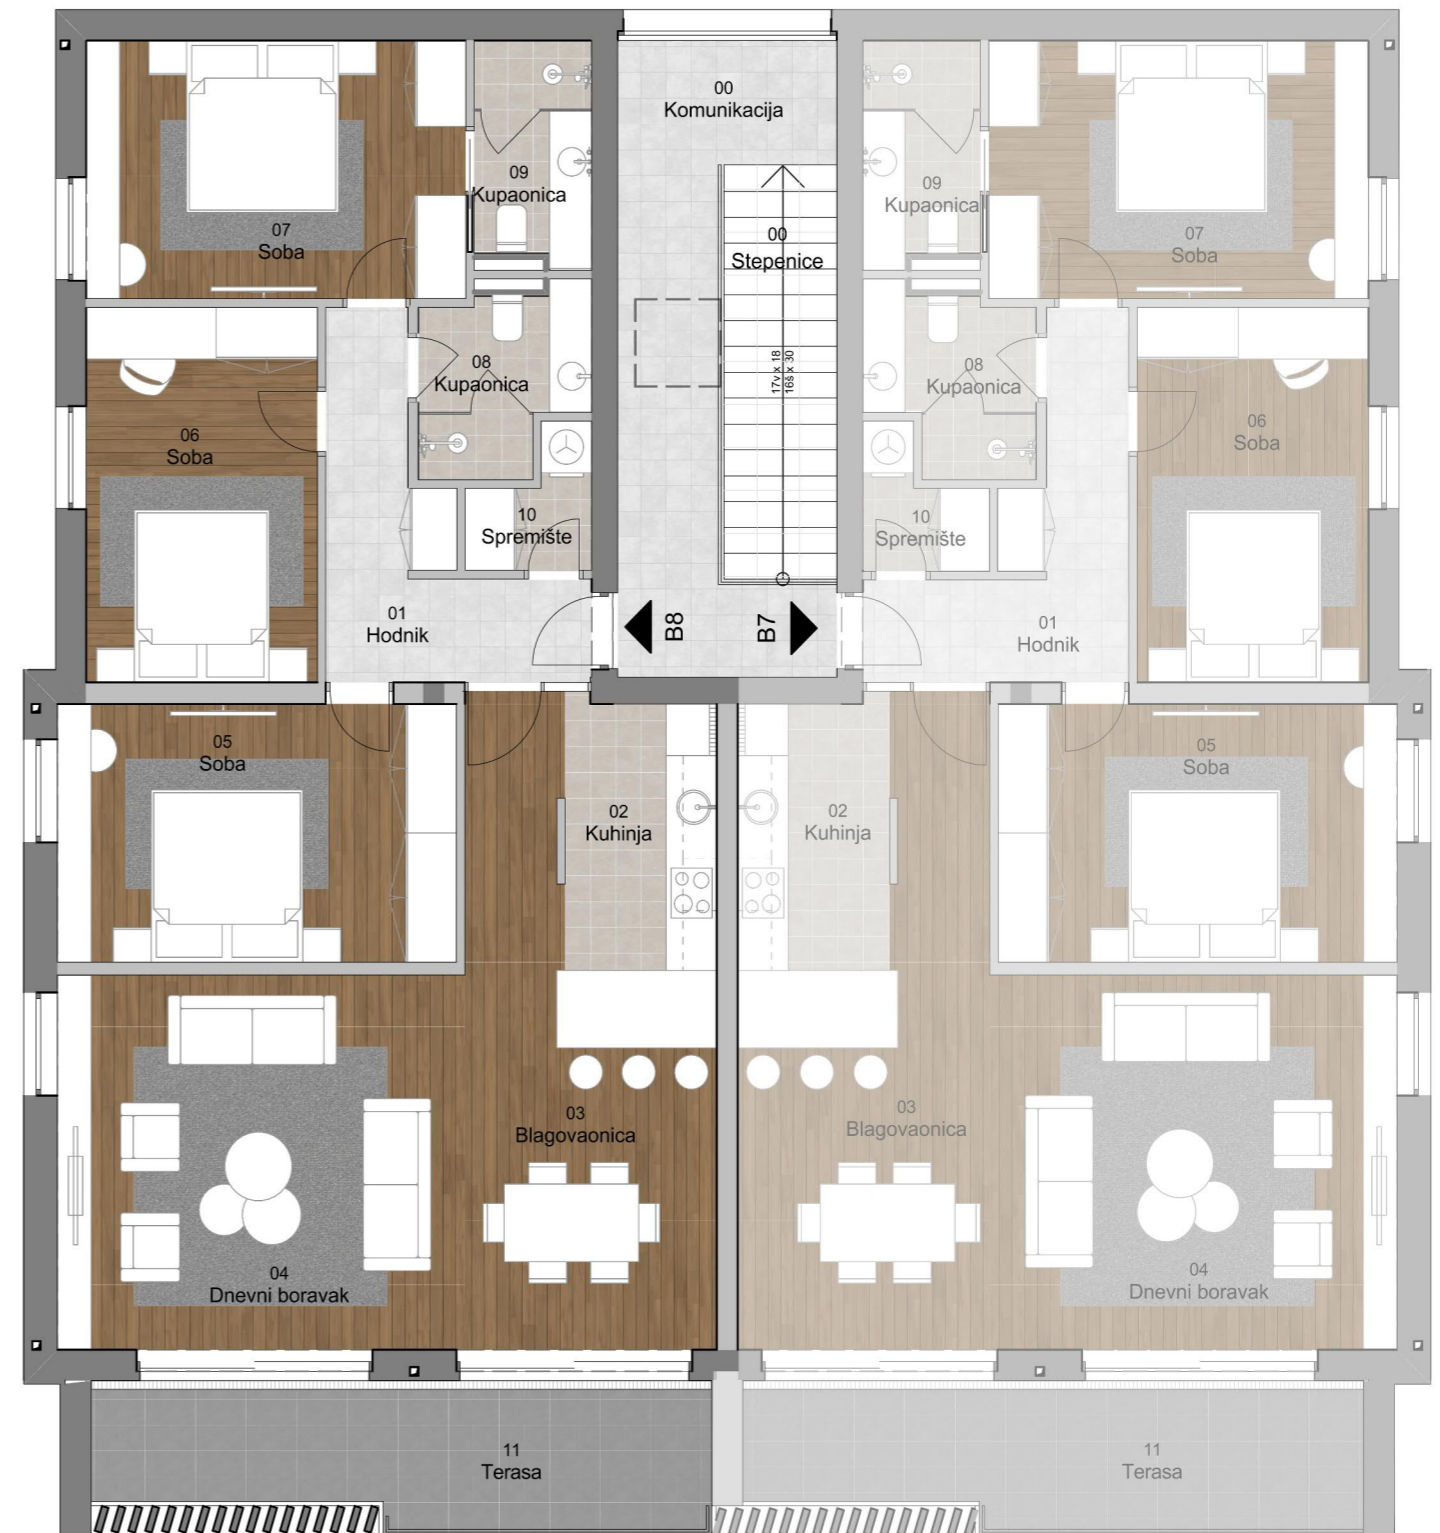 00
Komunikacija
09
Kupaonica
09
Kupaonica
07
Soba
00
Stepenice
07
Soba
08
Kupaonica
17v x 18
16š x 30
08
Kupaonica
06
Soba
06
Soba
10
Spremište
10
Spremište
01
Hodnik
B8
B7
01
Hodnik
05
Soba
05
Soba
02
Kuhinja
02
Kuhinja
03
Blagovaonica
03
Blagovaonica
04
Dnevni boravak
04
Dnevni boravak
11
Terasa
11
Terasa